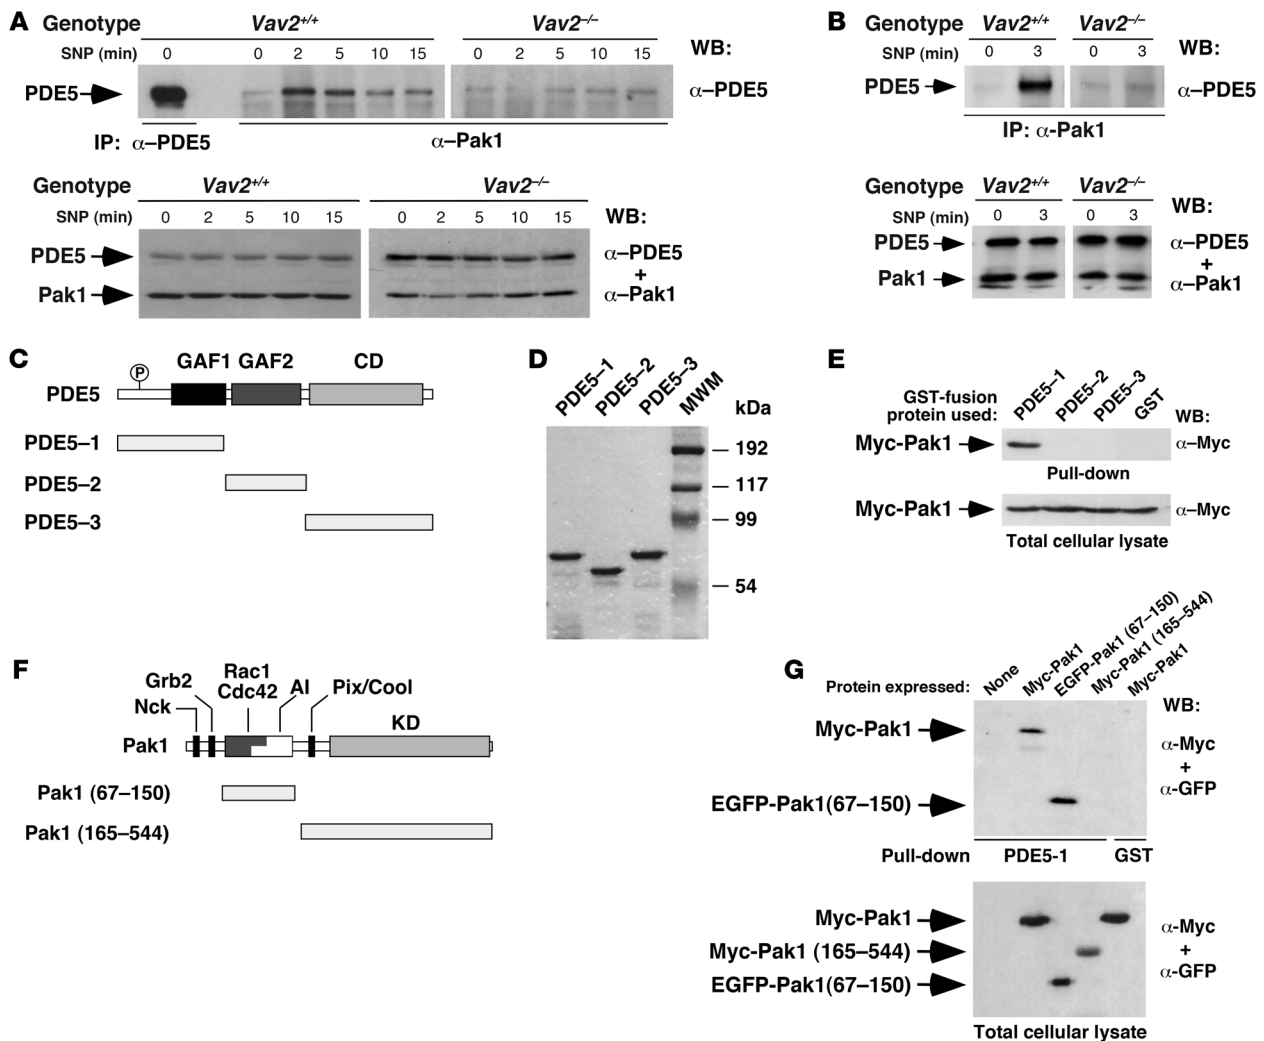 A
Genotype Vav2+/+ Vav2–/–
SNP (min) 0 0 2 5 10 15 0 2 5 10 15 WB:
PDE5 α–PDE5
IP: α–PDE5 α–Pak1
Genotype Vav2+/+ Vav2–/–
SNP (min) 0 2 5 10 15 0 2 5 10 15 WB:
PDE5 α–PDE5
+
Pak1 α–Pak1
B
Genotype Vav2+/+ Vav2–/–
SNP (min) 0 3 0 3 WB:
PDE5 α–PDE5
IP: α-Pak1
Genotype Vav2+/+ Vav2–/–
SNP (min) 0 3 0 3 WB:
PDE5 α–PDE5
+
Pak1 α–Pak1
C
GAF1 GAF2 CD
P
PDE5
PDE5–1
PDE5–2
PDE5–3
D
PDE5–1 PDE5–2 PDE5–3 MWM
kDa
192
117
99
54
E
GST-fusion
protein used: PDE5–1 PDE5–2 PDE5–3 GST WB:
Myc-Pak1 α–Myc
Pull-down
Myc-Pak1 α–Myc
Total cellular lysate
F
Rac1
Grb2 Cdc42 AI Pix/Cool
Nck
KD
Pak1
Pak1 (67–150)
Pak1 (165–544)
G
Protein expressed: None Myc-Pak1 EGFP-Pak1 (67–150) Myc-Pak1 (165–544) Myc-Pak1
WB:
Myc-Pak1 α-Myc
+
α-GFP
EGFP-Pak1(67–150)
Pull-down PDE5-1 GST
Myc-Pak1 α-Myc
Myc-Pak1 (165–544) +
α-GFP
EGFP-Pak1(67–150)
Total cellular lysate